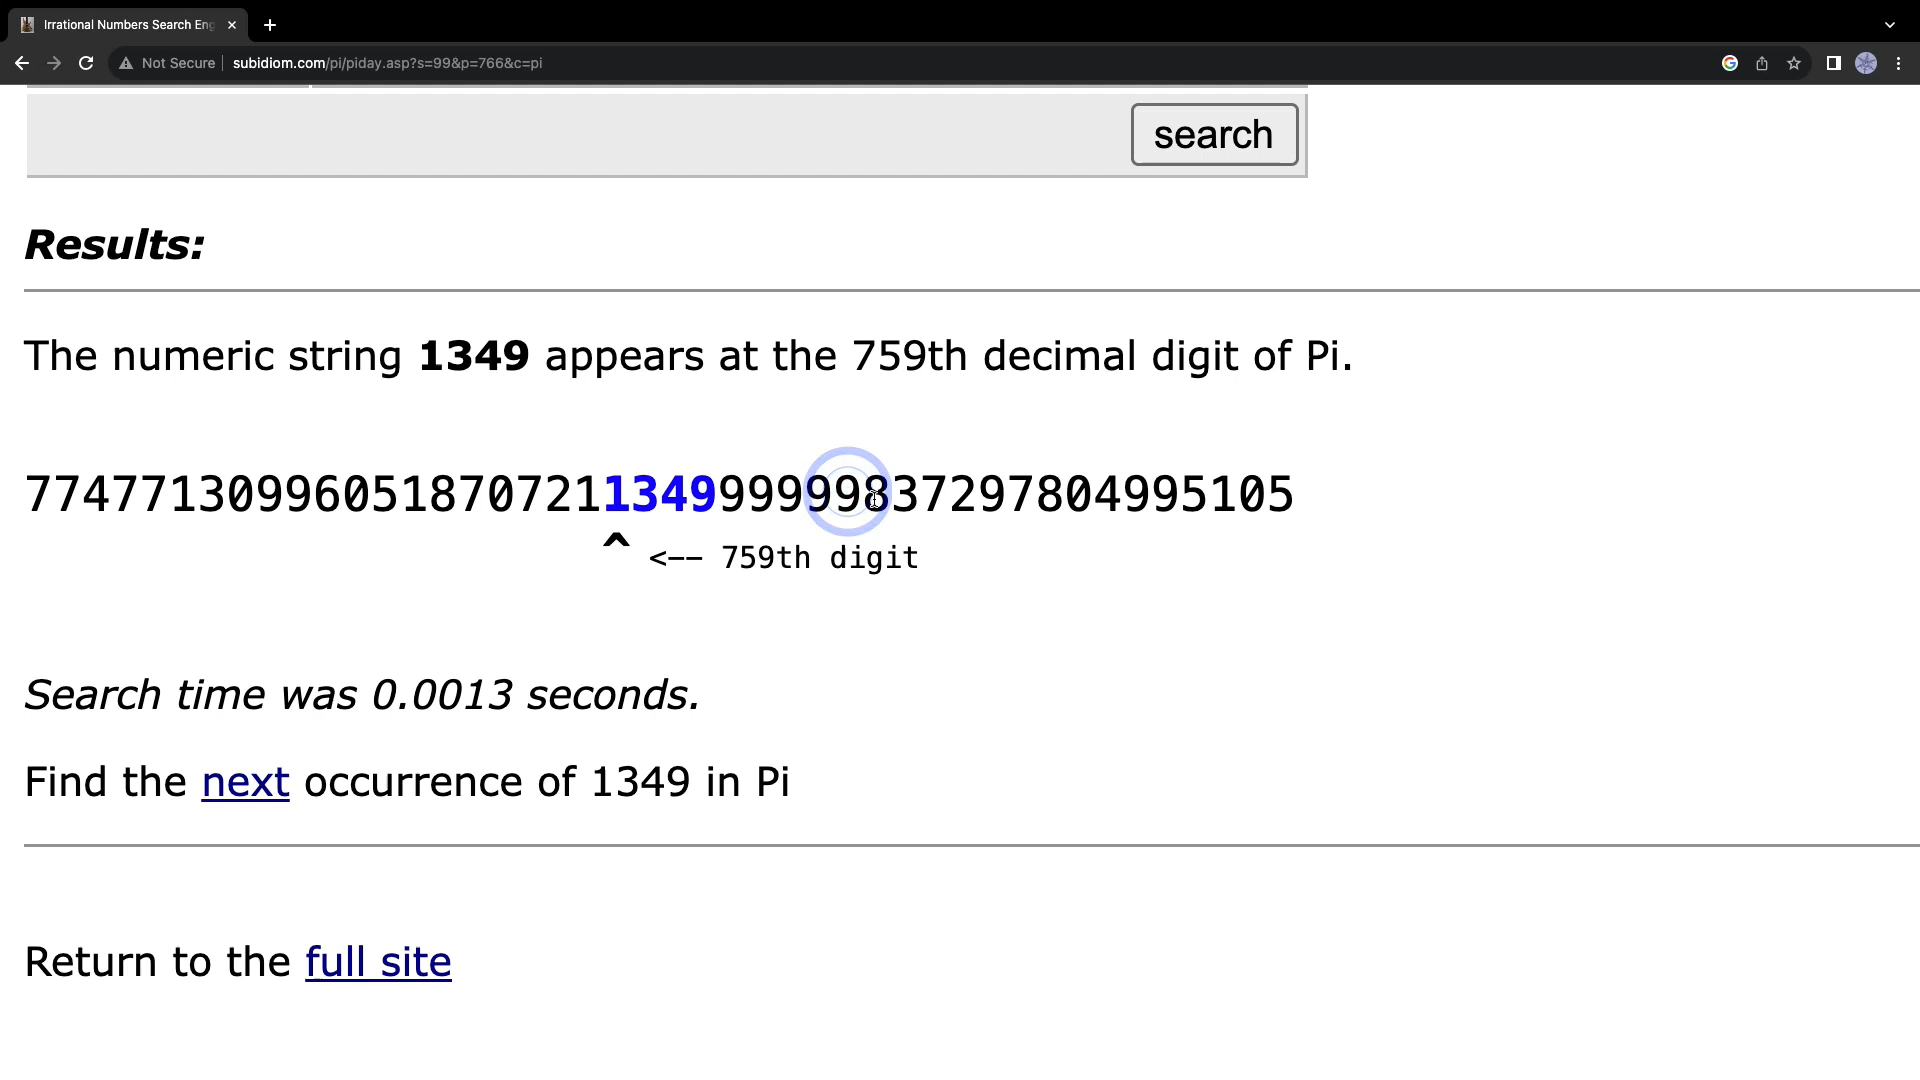 Irrational Numbers Search Eng
Not Secure
subidiom.com/pi/piday.asp?s=99&p=766&c=pi
search
Results:
The numeric string 1349 appears at the 759th decimal digit of Pi.
77477130996051870721134999999837297804995105
^ <-- 759th digit
Search time was 0.0013 seconds.
Find the next occurrence of 1349 in Pi
Return to the full site